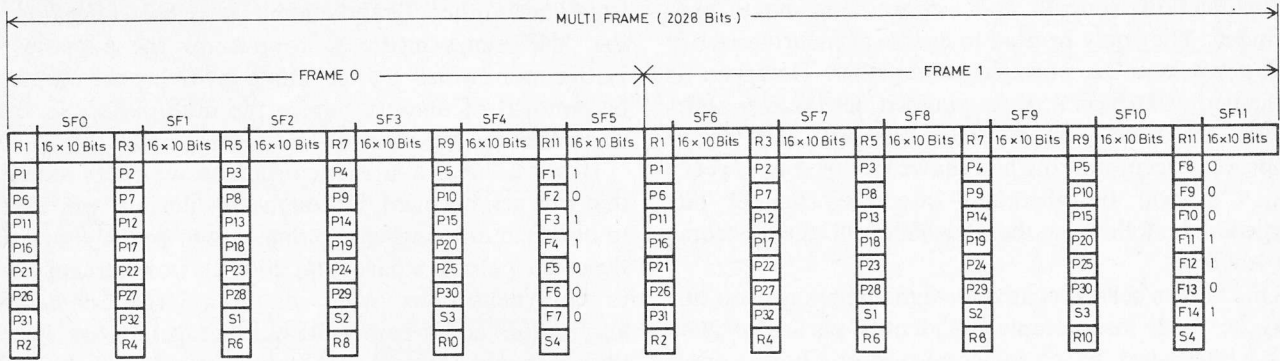 MULTI FRAME ( 2028 Bits )
FRAME 0 FRAME 1
SF0 SF1 SF2 SF3 SF4 SF5 SF6 SF7 SF8 SF9 SF10 SF11
R1 16×10 Bits R3 16×10 Bits R5 16×10 Bits R7 16×10 Bits R9 16×10 Bits R11 16×10 Bits R1 16×10 Bits R3 16×10 Bits R5 16×10 Bits R7 16×10 Bits R9 16×10 Bits R11 16×10 Bits
P1 P2 P3 P4 P5 F1 1 P1 P2 P3 P4 P5 F8 0
P6 P7 P8 P9 P10 F2 0 P6 P7 P8 P9 P10 F9 0
P11 P12 P13 P14 P15 F3 1 P11 P12 P13 P14 P15 F10 0
P16 P17 P18 P19 P20 F4 1 P16 P17 P18 P19 P20 F11 1
P21 P22 P23 P24 P25 F5 0 P21 P22 P23 P24 P25 F12 1
P26 P27 P28 P29 P30 F6 0 P26 P27 P28 P29 P30 F13 0
P31 P32 S1 S2 S3 F7 0 P31 P32 S1 S2 S3 F14 1
R2 R4 R6 R8 R10 S4 R2 R4 R6 R8 R10 S4